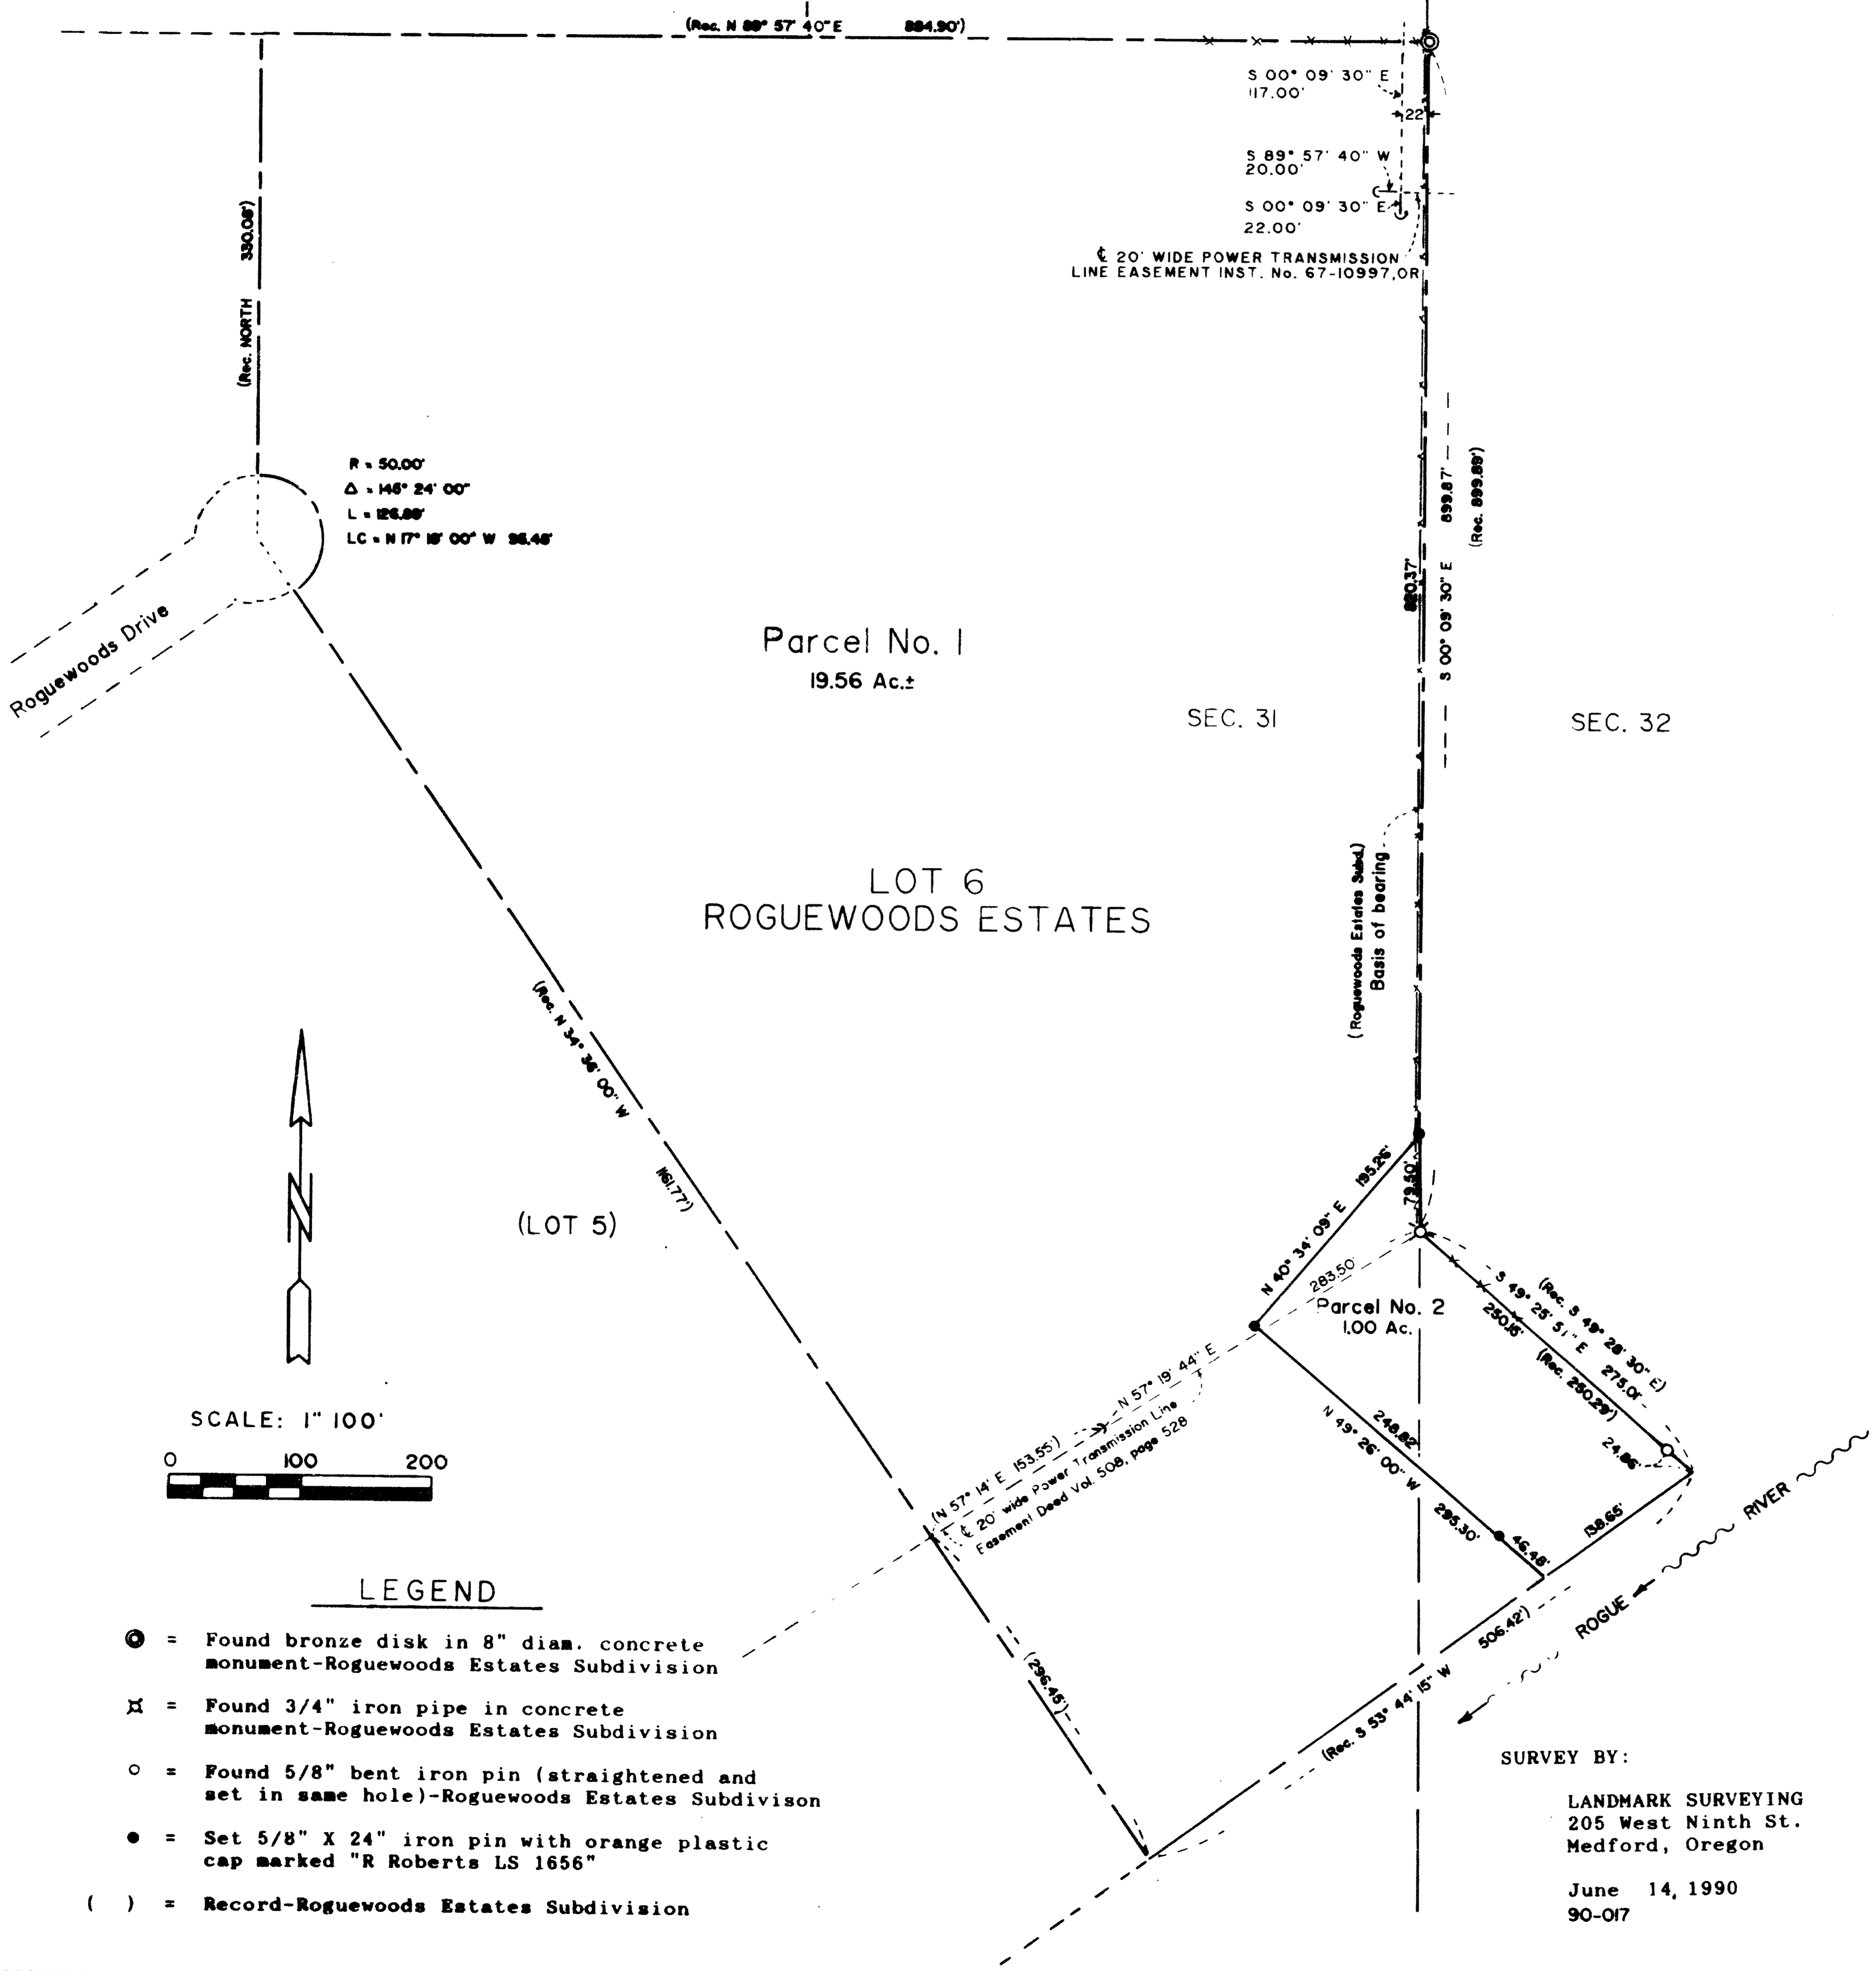 (Rec. N 89° 57' 40" E 884.90')
S 00° 09' 30" E
117.00'
22'
S 89° 57' 40" W
20.00'
S 00° 09' 30" E
22.00'
℄ 20' WIDE POWER TRANSMISSION
LINE EASEMENT INST. No. 67-10997,OR
(Rec. NORTH 330.08')
R = 50.00'
Δ = 145° 24' 00"
L = 126.89'
LC = N 17° 18' 00" W 95.48'
Roguewoods Drive
820.37'
S 00° 09' 30" E 899.87'
(Rec. 899.89')
Parcel No. 1
19.56 Ac.±
SEC. 31
SEC. 32
(Roguewoods Estates Subd.)
Basis of bearing
LOT 6
ROGUEWOODS ESTATES
(Rec. N 34° 36' 00" W 1161.77')
N
(LOT 5)
N 40° 34' 09" E 195.26'
79.50'
283.50'
Parcel No. 2
1.00 Ac.
(Rec. S 49° 28' 30" E)
S 49° 25' 51" E 275.01'
250.15'
(Rec. 250.29')
24.86'
N 57° 19' 44" E
(N 57° 14' E 153.55')
℄ 20' wide Power Transmission Line
Easement Deed Vol. 508, page 528
248.82'
N 49° 26' 00" W 295.30'
46.48'
138.65'
ROGUE RIVER
(Rec. S 53° 44' 15" W 506.42')
(296.45')
SCALE: 1" 100'
0 100 200
LEGEND
= Found bronze disk in 8" diam. concrete
monument-Roguewoods Estates Subdivision
= Found 3/4" iron pipe in concrete
monument-Roguewoods Estates Subdivision
= Found 5/8" bent iron pin (straightened and
set in same hole)-Roguewoods Estates Subdivison
= Set 5/8" X 24" iron pin with orange plastic
cap marked "R Roberts LS 1656"
( ) = Record-Roguewoods Estates Subdivision
SURVEY BY:
LANDMARK SURVEYING
205 West Ninth St.
Medford, Oregon
June 14, 1990
90-017